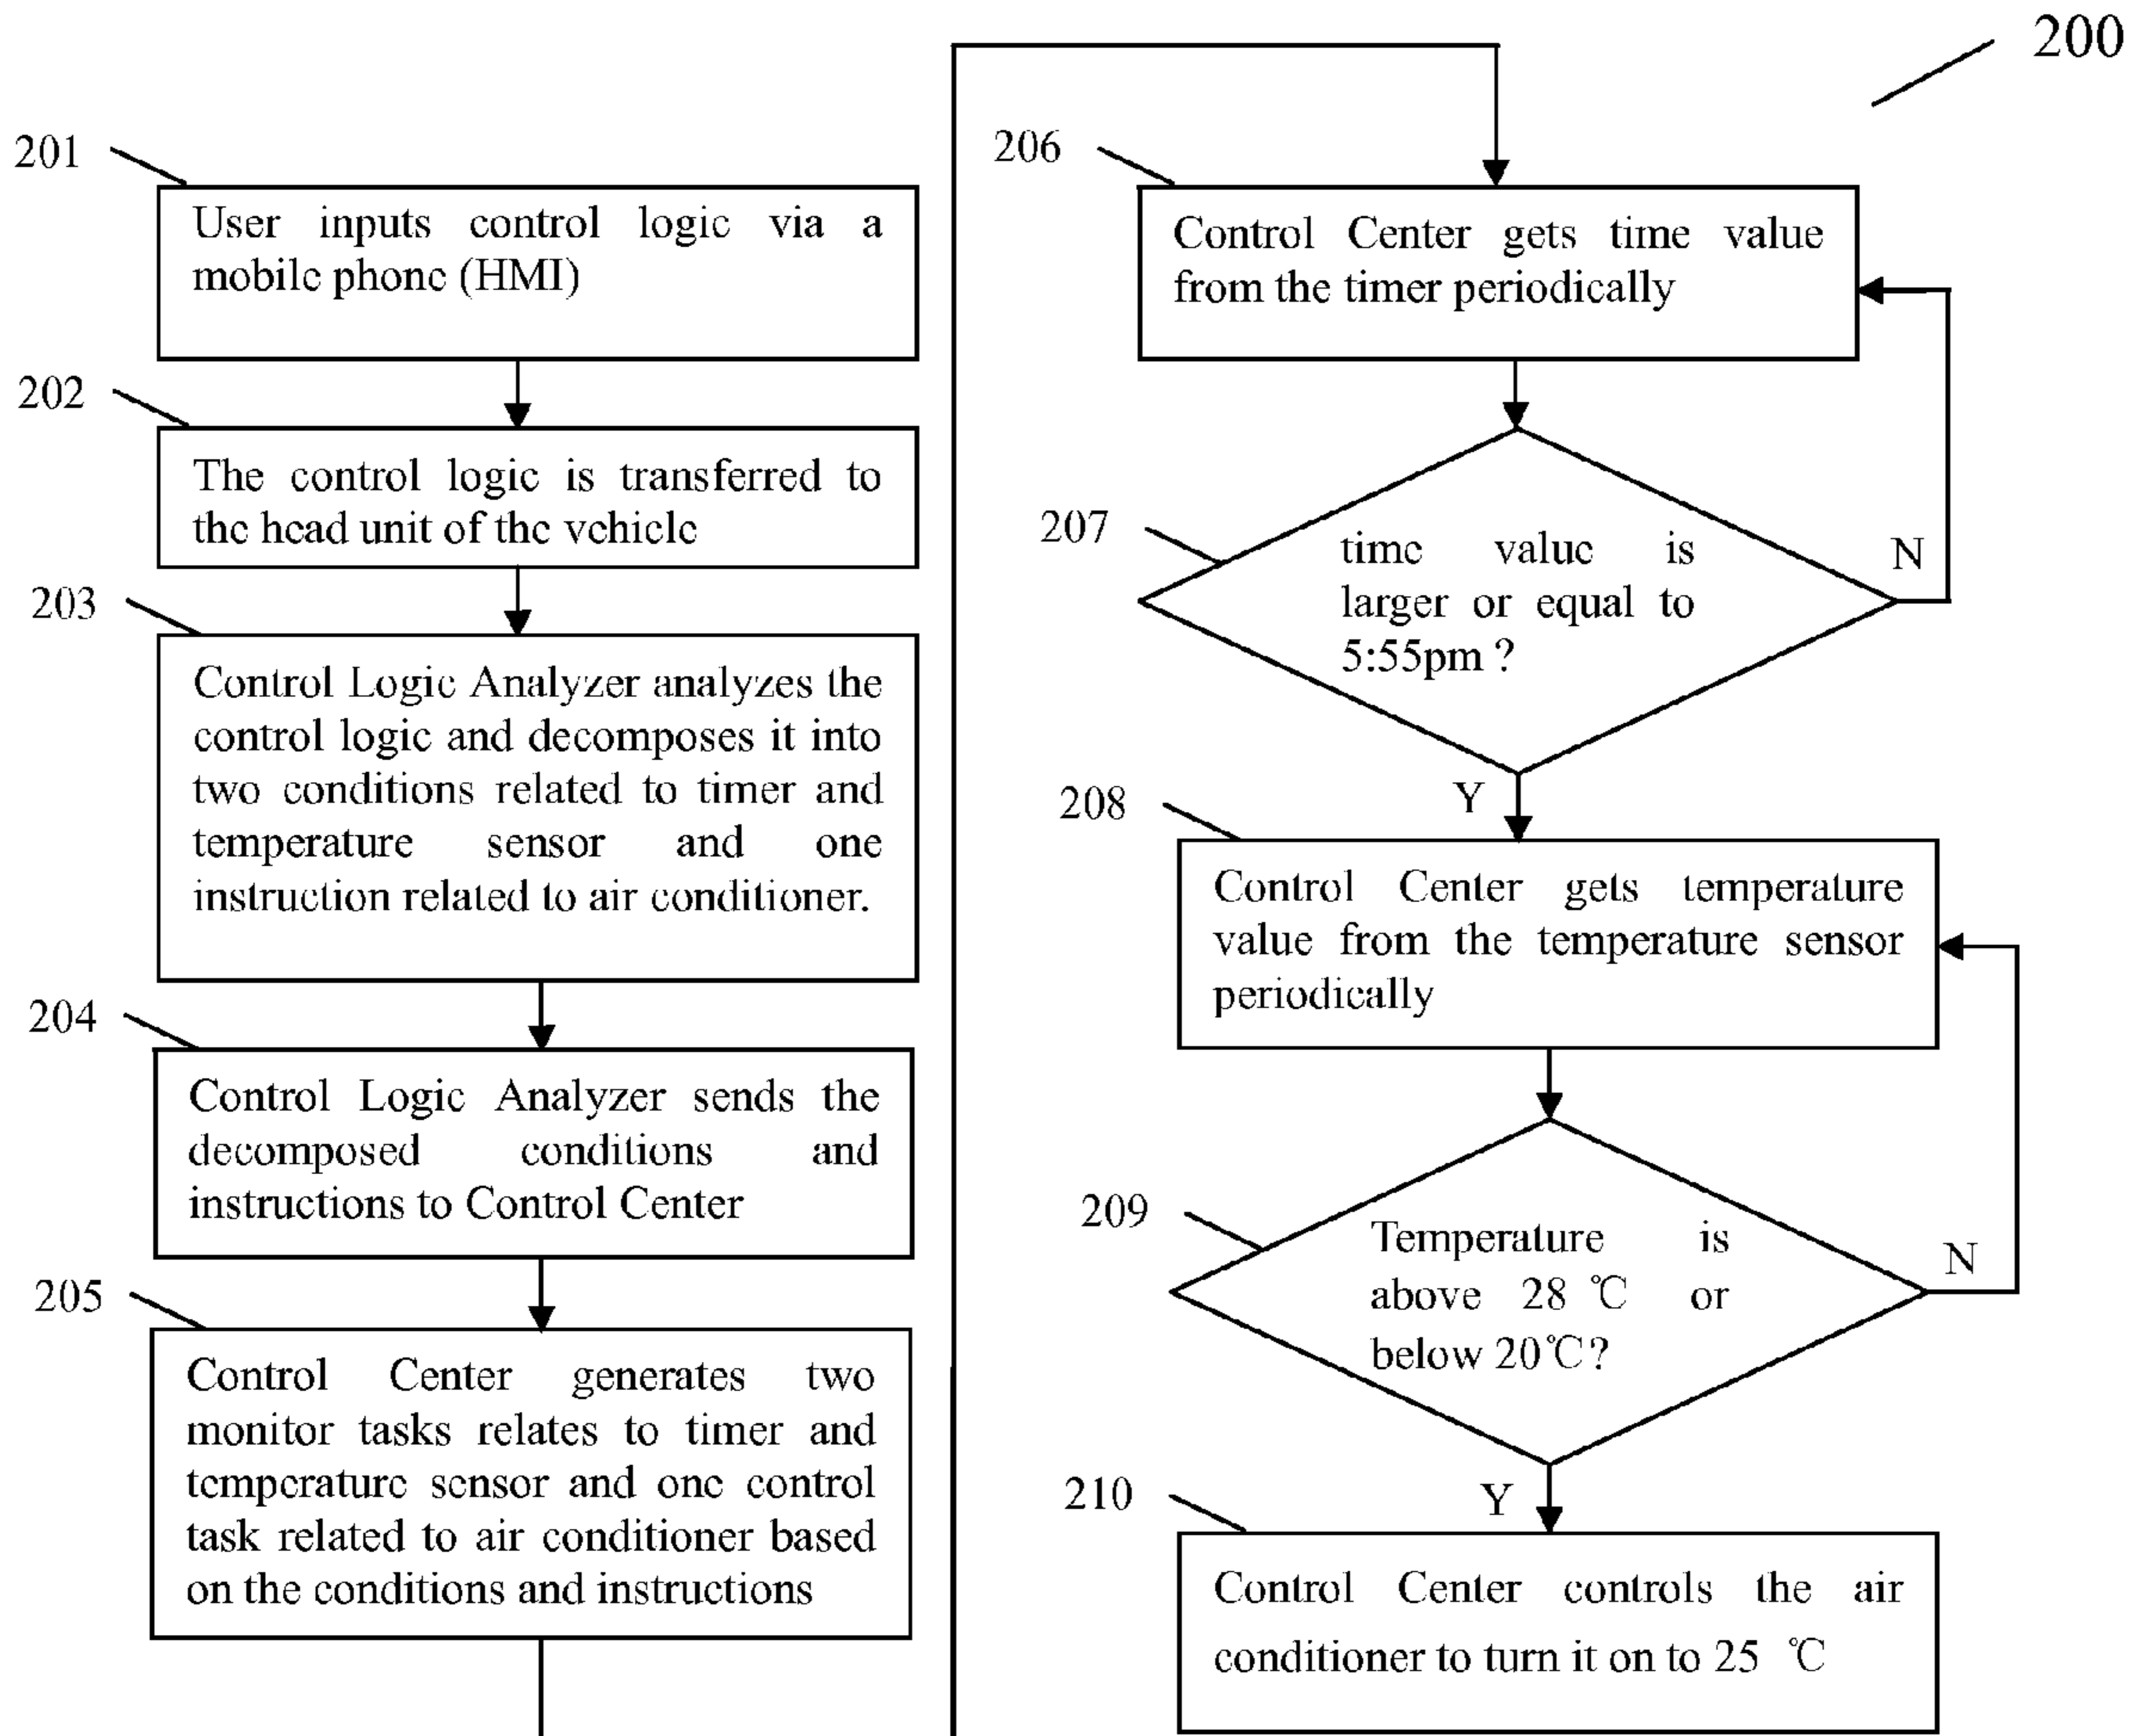 200
201
User inputs control logic via a
mobile phone (HMI)
202
The control logic is transferred to
the head unit of the vehicle
203
Control Logic Analyzer analyzes the
control logic and decomposes it into
two conditions related to timer and
temperature sensor and one
instruction related to air conditioner.
204
Control Logic Analyzer sends the
decomposed conditions and
instructions to Control Center
205
Control Center generates two
monitor tasks relates to timer and
temperature sensor and one control
task related to air conditioner based
on the conditions and instructions
206
Control Center gets time value
from the timer periodically
207
time value is
larger or equal to
5:55pm ?
N
Y
208
Control Center gets temperature
value from the temperature sensor
periodically
209
Temperature is
above 28 ℃ or
below 20℃?
N
Y
210
Control Center controls the air
conditioner to turn it on to 25 ℃